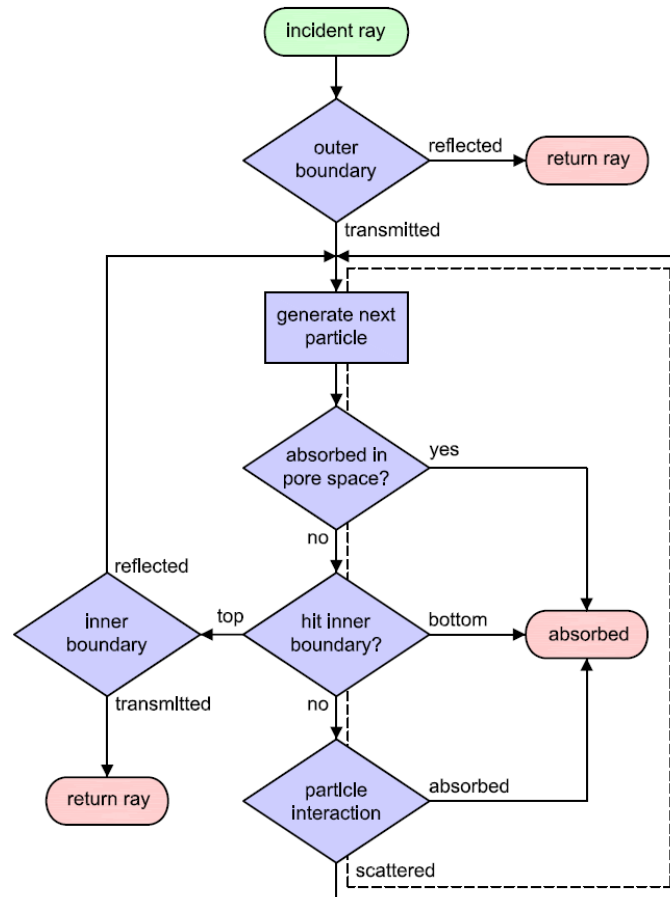 incident ray
outer
boundary
reflected
return ray
transmitted
generate next
particle
absorbed in
pore space?
yes
no
reflected
inner
boundary
top
hit inner
boundary?
bottom
absorbed
transmitted
no
return ray
particle
interaction
absorbed
scattered